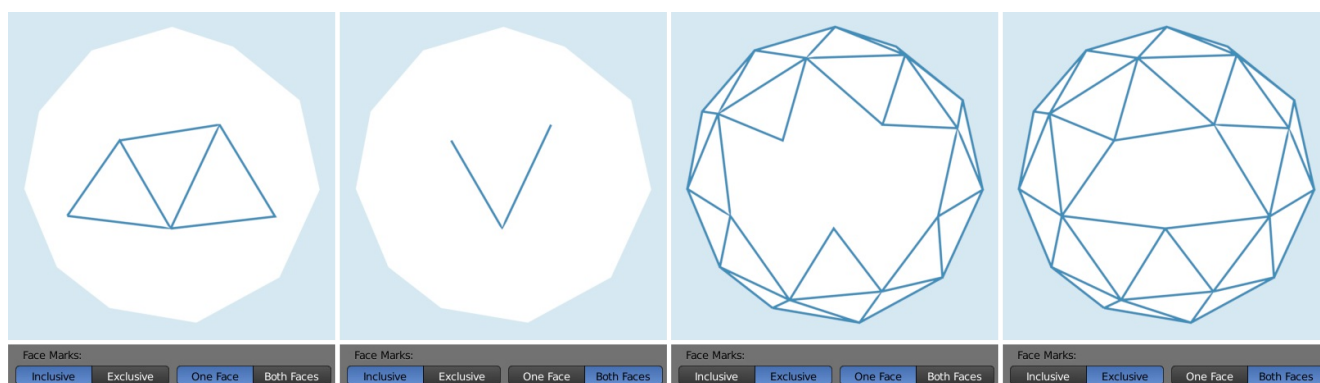 Face Marks: Face Marks: Face Marks: Face Marks:
Inclusive Exclusive One Face Both Faces Inclusive Exclusive One Face Both Faces Inclusive Exclusive One Face Both Faces Inclusive Exclusive One Face Both Faces